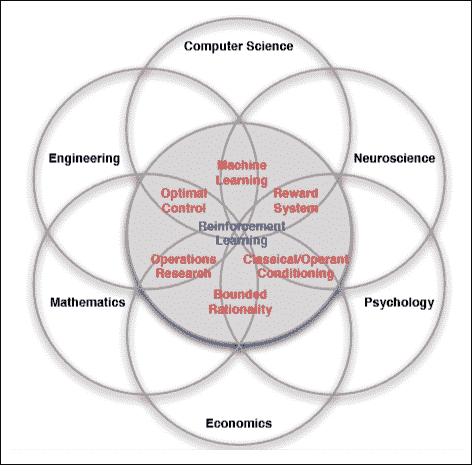 Computer Science
Engineering
Neuroscience
Machine
Learning
Optimal
Control
Reward
System
Reinforcement
Learning
Operations
Research
Classical/Operant
Conditioning
Bounded
Rationality
Mathematics
Psychology
Economics